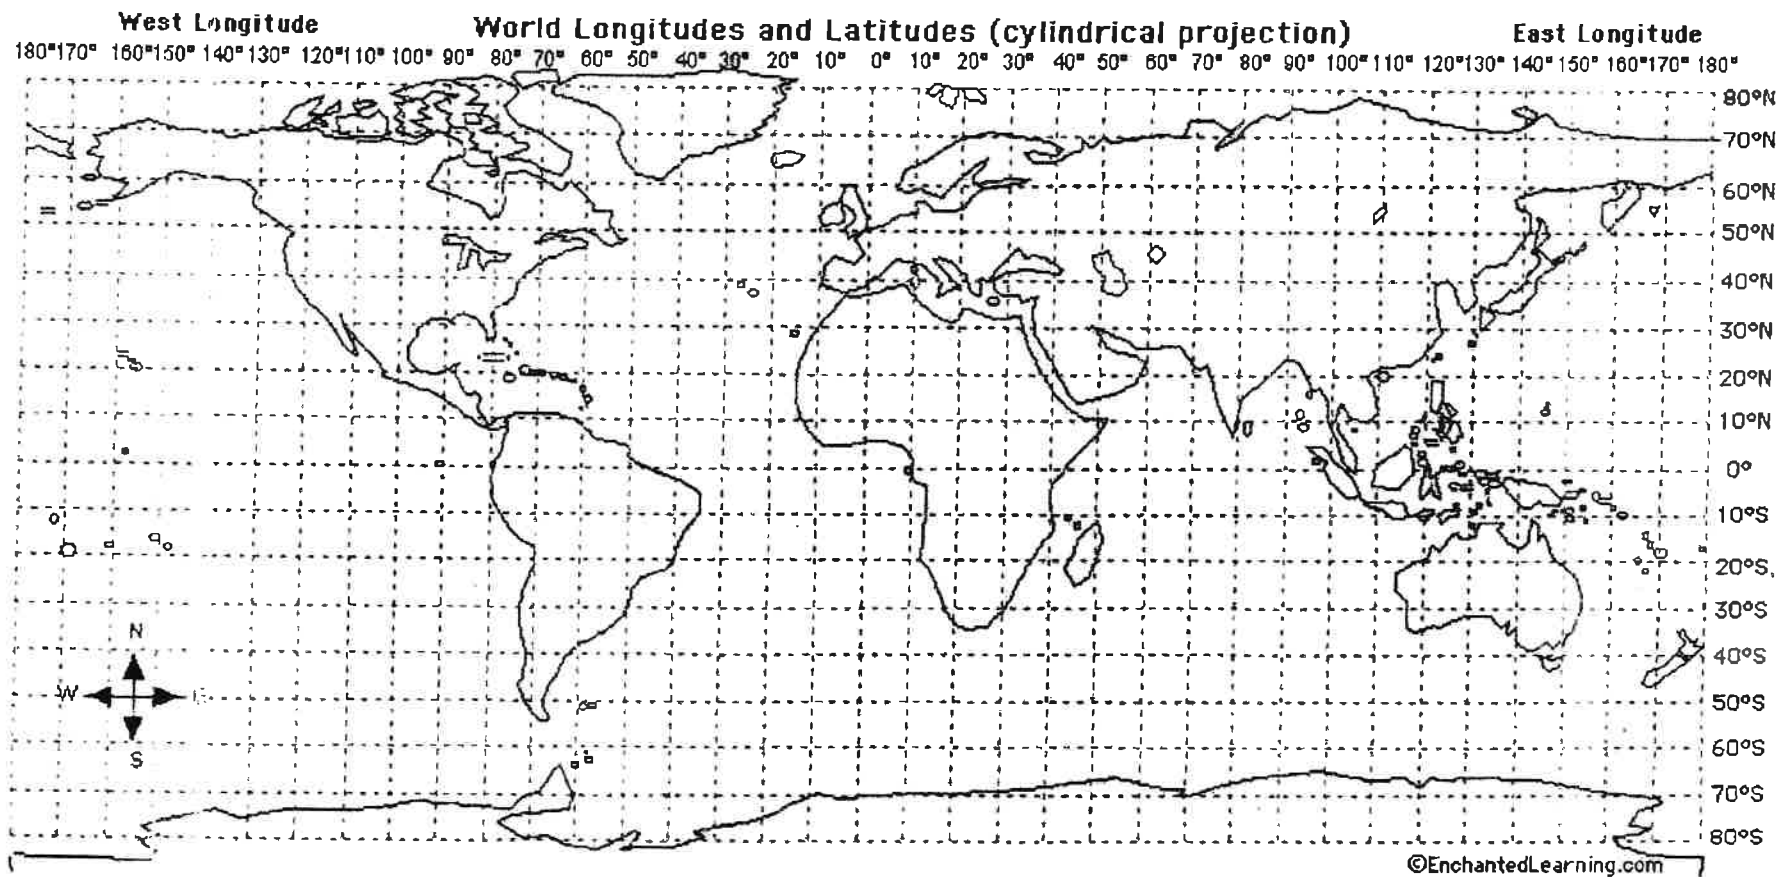 West Longitude World Longitudes and Latitudes (cylindrical projection) East Longitude
180° 170° 160° 150° 140° 130° 120° 110° 100° 90° 80° 70° 60° 50° 40° 30° 20° 10° 0° 10° 20° 30° 40° 50° 60° 70° 80° 90° 100° 110° 120° 130° 140° 150° 160° 170° 180°
80°N
70°N
60°N
50°N
40°N
30°N
20°N
10°N
0°
10°S
20°S
30°S
N
40°S
W E
50°S
60°S
S
70°S
80°S
©EnchantedLearning.com